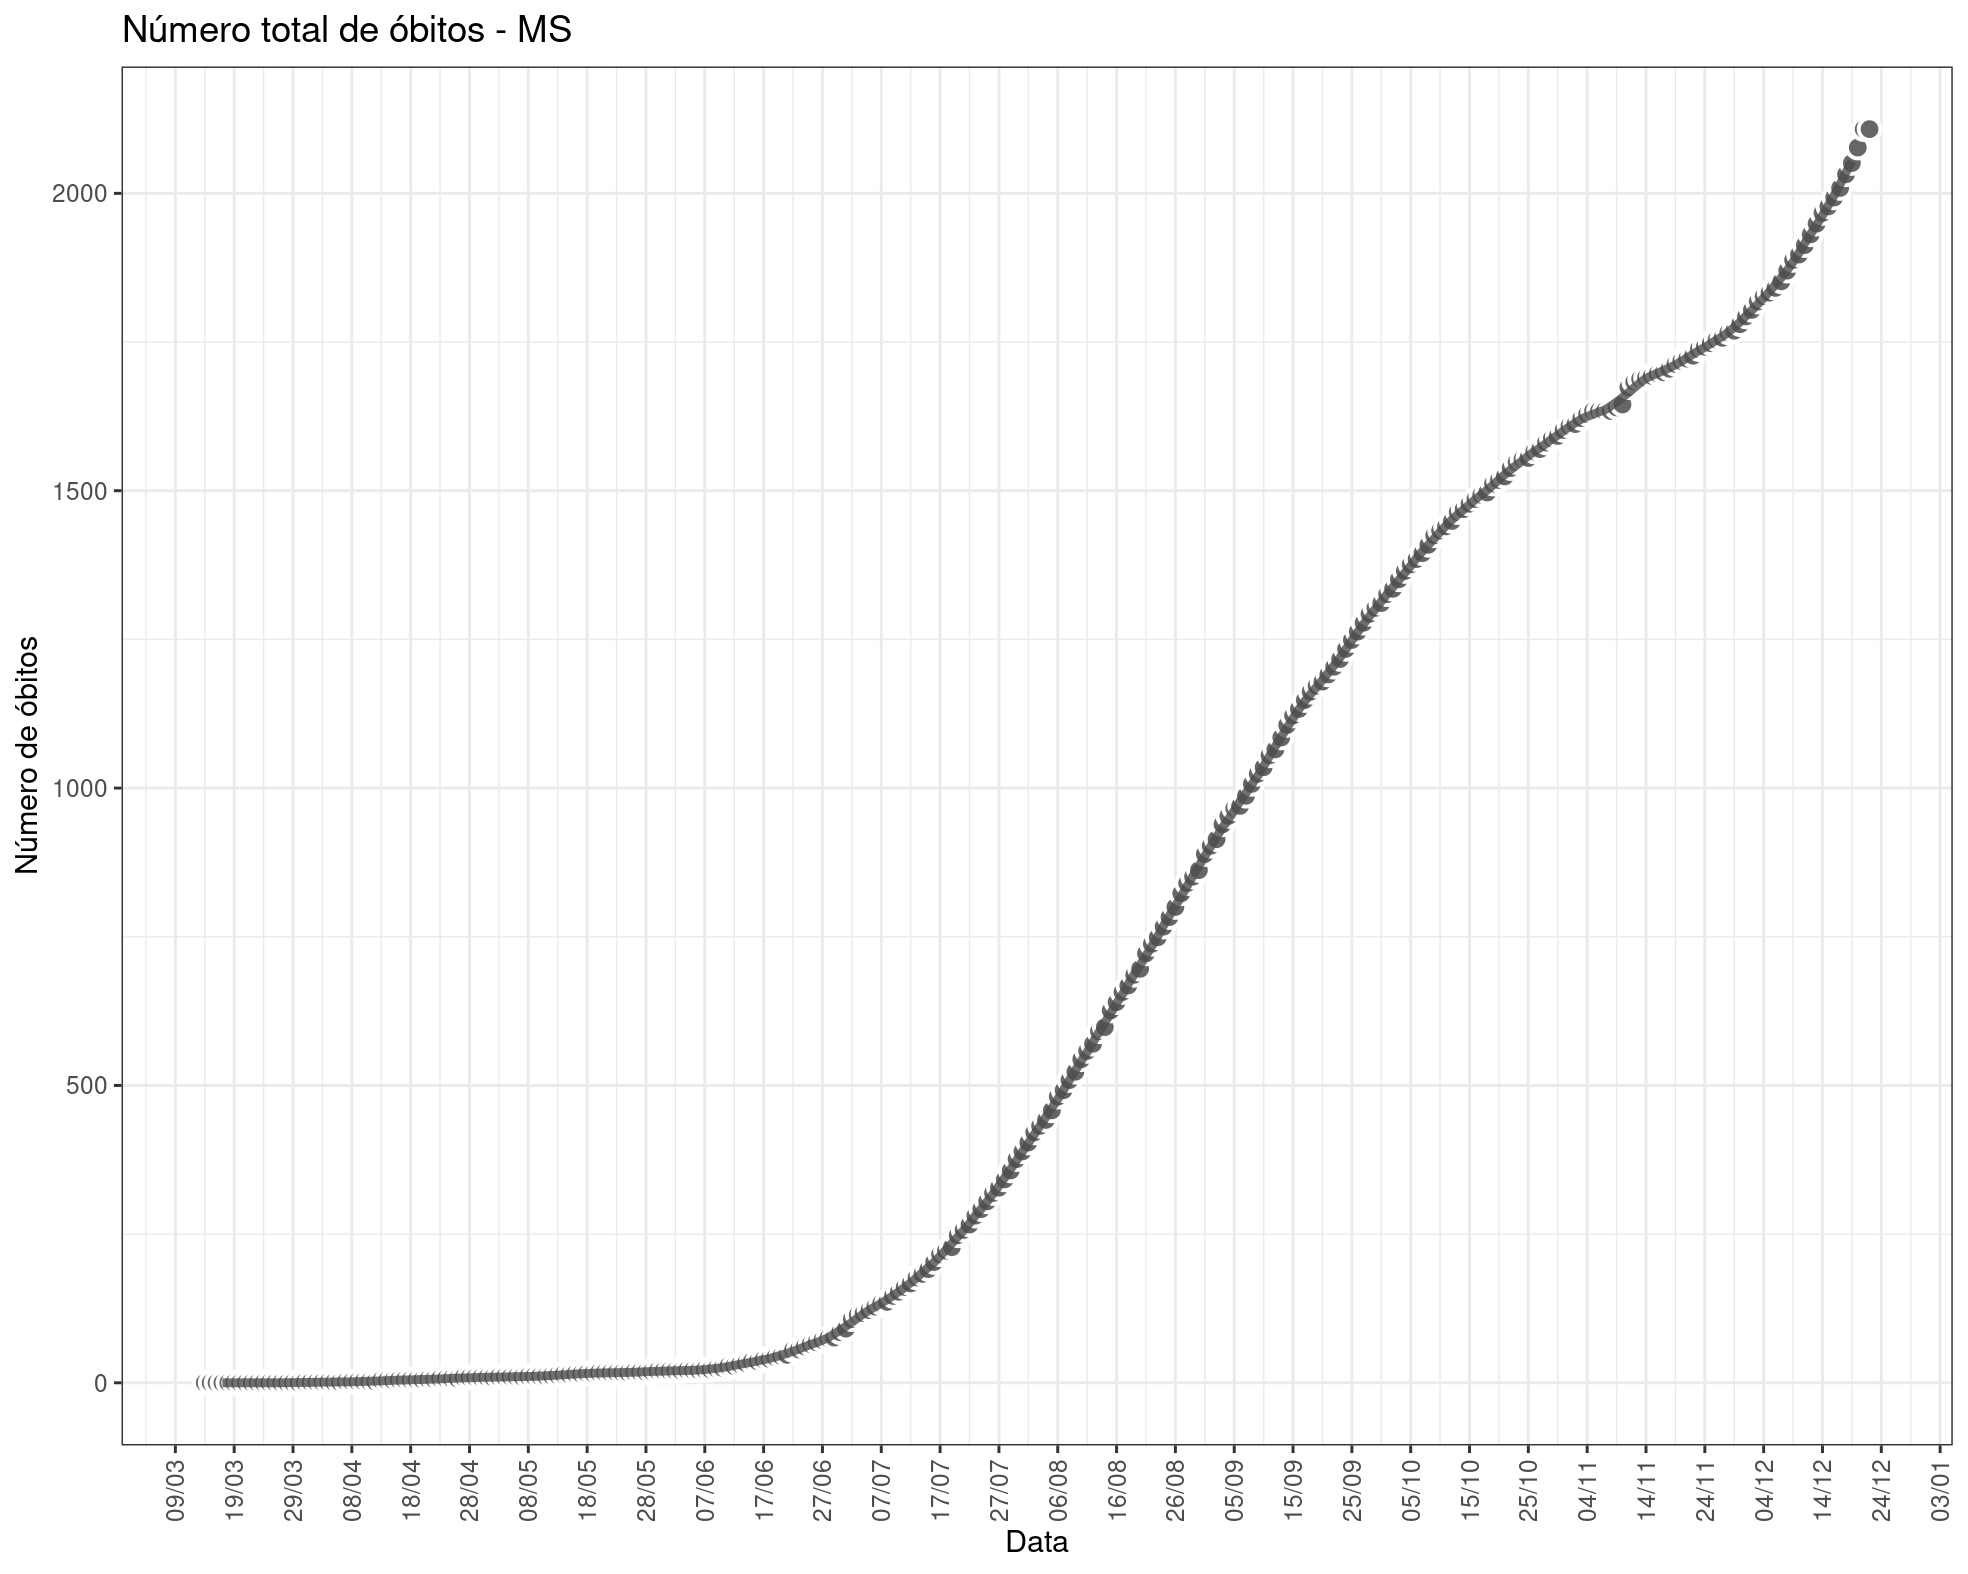 Número total de óbitos - MS
Número de óbitos
2000
1500
1000
500
0
09/03 19/03 29/03 08/04 18/04 28/04 08/05 18/05 28/05 07/06 17/06 27/06 07/07 17/07 27/07 06/08 16/08 26/08 05/09 15/09 25/09 05/10 15/10 25/10 04/11 14/11 24/11 04/12 14/12 24/12 03/01
Data